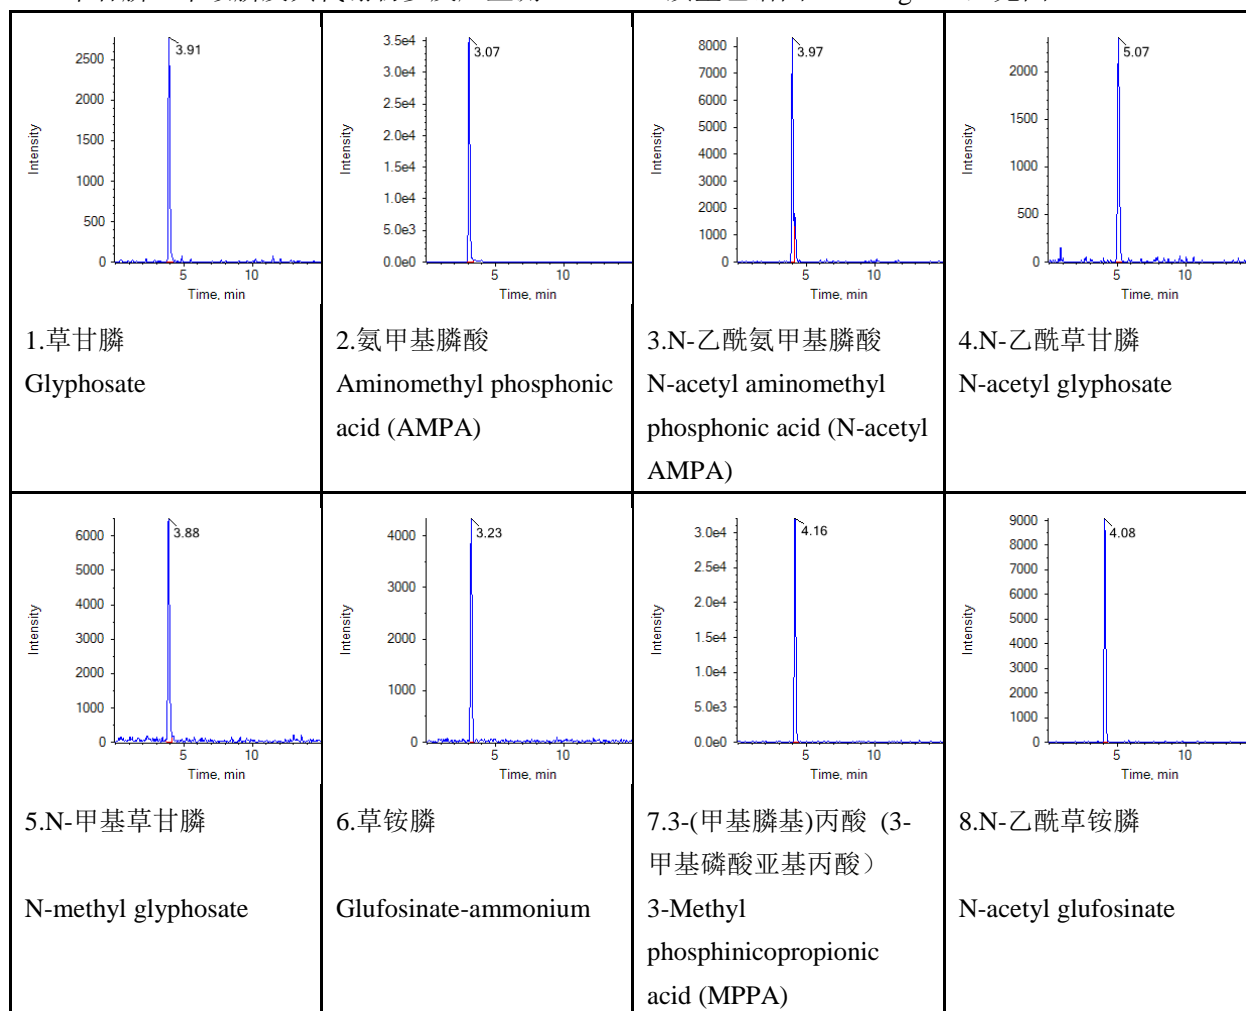 2500
2000
1500
1000
500
0
3.91
5
10
Intensity
Time, min
3.5e4
3.0e4
2.5e4
2.0e4
1.5e4
1.0e4
5.0e3
0.0e0
3.07
5
10
Intensity
Time, min
8000
7000
6000
5000
4000
3000
2000
1000
0
3.97
5
10
Intensity
Time, min
2000
1500
1000
500
0
5.07
5
10
Intensity
Time, min
1.草甘膦
Glyphosate
2.氨甲基膦酸
Aminomethyl phosphonic
acid (AMPA)
3.N-乙酰氨甲基膦酸
N-acetyl aminomethyl
phosphonic acid (N-acetyl
AMPA)
4.N-乙酰草甘膦
N-acetyl glyphosate
6000
5000
4000
3000
2000
1000
0
3.88
5
10
Intensity
Time, min
4000
3000
2000
1000
0
3.23
5
10
Intensity
Time, min
3.0e4
2.5e4
2.0e4
1.5e4
1.0e4
5.0e3
0.0e0
4.16
5
10
Intensity
Time, min
9000
8000
7000
6000
5000
4000
3000
2000
1000
0
4.08
5
10
Intensity
Time, min
5.N-甲基草甘膦
N-methyl glyphosate
6.草铵膦
Glufosinate-ammonium
7.3-(甲基膦基)丙酸 (3-
甲基磷酸亚基丙酸）
3-Methyl
phosphinicopropionic
acid (MPPA)
8.N-乙酰草铵膦
N-acetyl glufosinate